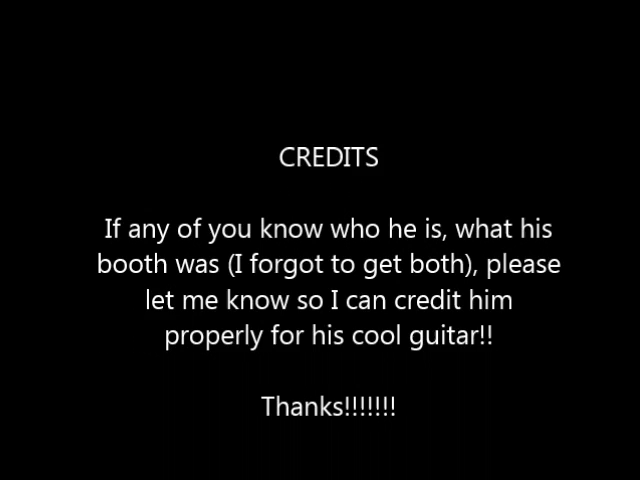 CREDITS
If any of you know who he is, what his
booth was (I forgot to get both), please
let me know so I can credit him
properly for his cool guitar!!
Thanks!!!!!!!